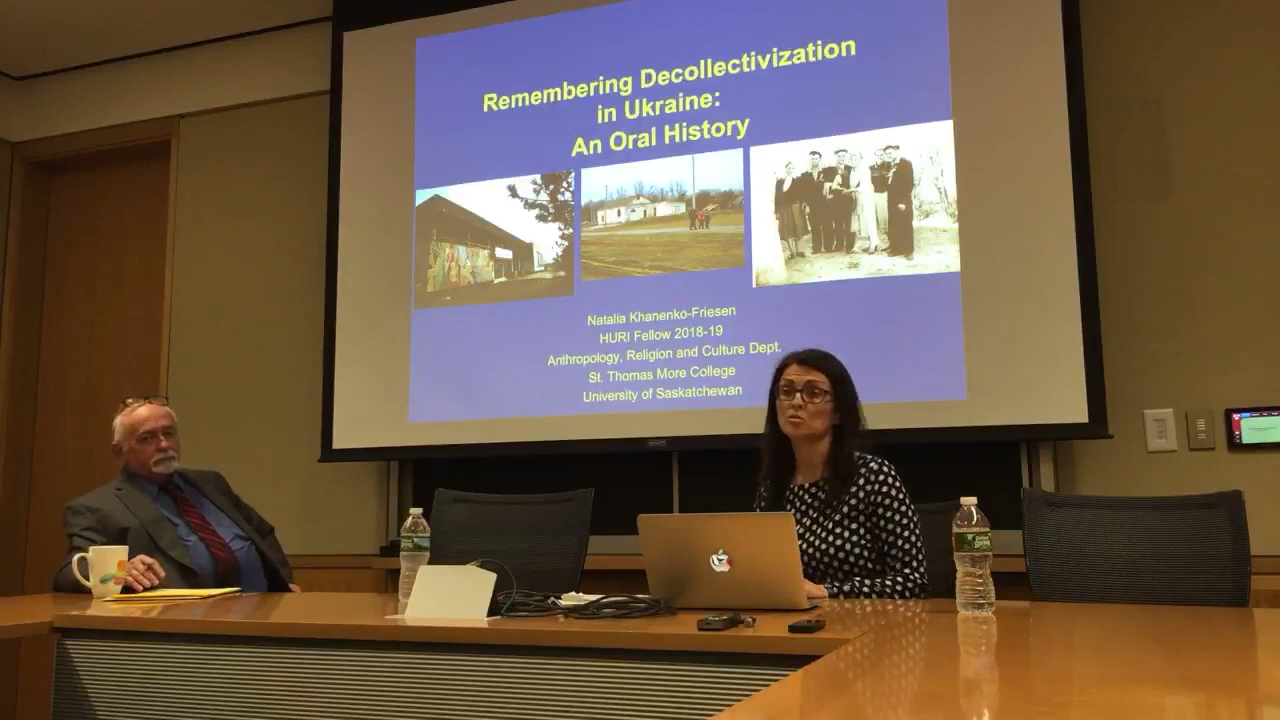 Remembering Decollectivization
in Ukraine:
An Oral History
Natalia Khanenko-Friesen
HURI Fellow 2018-19
Anthropology, Religion and Culture Dept.
St. Thomas More College
University of Saskatchewan